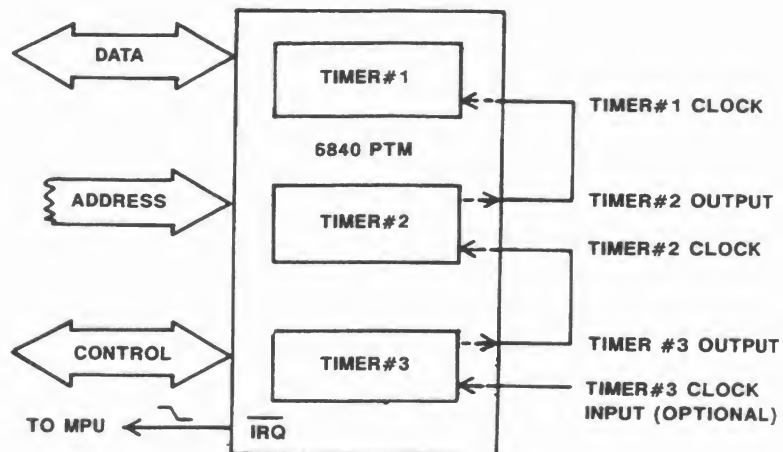 DATA
TIMER#1
TIMER#1 CLOCK
6840 PTM
ADDRESS
TIMER#2
TIMER#2 OUTPUT
TIMER#2 CLOCK
CONTROL
TIMER#3
TIMER #3 OUTPUT
TIMER#3 CLOCK
INPUT (OPTIONAL)
TO MPU
IRQ